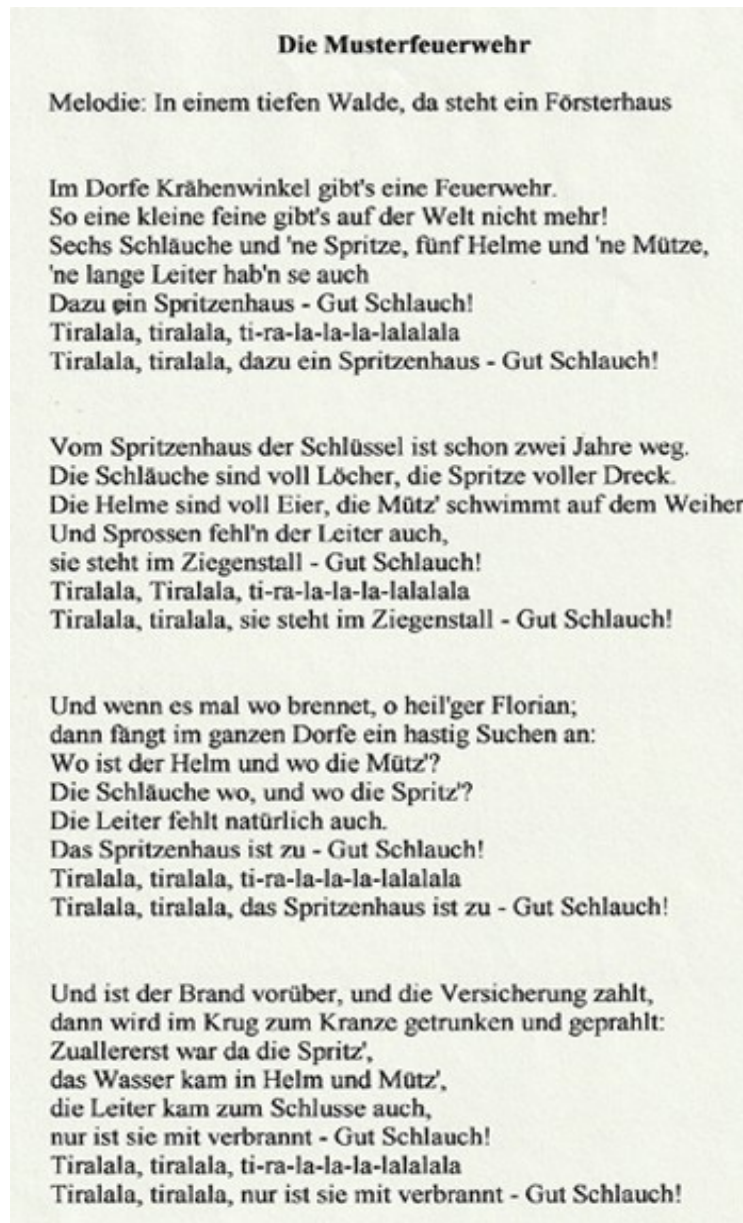 Die Musterfeuerwehr
Melodie: In einem tiefen Walde, da steht ein Försterhaus
Im Dorfe Krähenwinkel gibt's eine Feuerwehr.
So eine kleine feine gibt's auf der Welt nicht mehr!
Sechs Schläuche und 'ne Spritze, fünf Helme und 'ne Mütze,
'ne lange Leiter hab'n se auch
Dazu ein Spritzenhaus - Gut Schlauch!
Tiralala, tiralala, ti-ra-la-la-la-lalalala
Tiralala, tiralala, dazu ein Spritzenhaus - Gut Schlauch!
Vom Spritzenhaus der Schlüssel ist schon zwei Jahre weg.
Die Schläuche sind voll Löcher, die Spritze voller Dreck.
Die Helme sind voll Eier, die Mütz' schwimmt auf dem Weiher
Und Sprossen fehl'n der Leiter auch,
sie steht im Ziegenstall - Gut Schlauch!
Tiralala, Tiralala, ti-ra-la-la-la-lalalala
Tiralala, tiralala, sie steht im Ziegenstall - Gut Schlauch!
Und wenn es mal wo brennet, o heil'ger Florian;
dann fängt im ganzen Dorfe ein hastig Suchen an:
Wo ist der Helm und wo die Mütz'?
Die Schläuche wo, und wo die Spritz'?
Die Leiter fehlt natürlich auch.
Das Spritzenhaus ist zu - Gut Schlauch!
Tiralala, tiralala, ti-ra-la-la-la-lalalala
Tiralala, tiralala, das Spritzenhaus ist zu - Gut Schlauch!
Und ist der Brand vorüber, und die Versicherung zahlt,
dann wird im Krug zum Kranze getrunken und geprahlt:
Zuallererst war da die Spritz',
das Wasser kam in Helm und Mütz',
die Leiter kam zum Schlusse auch,
nur ist sie mit verbrannt - Gut Schlauch!
Tiralala, tiralala, ti-ra-la-la-la-lalalala
Tiralala, tiralala, nur ist sie mit verbrannt - Gut Schlauch!